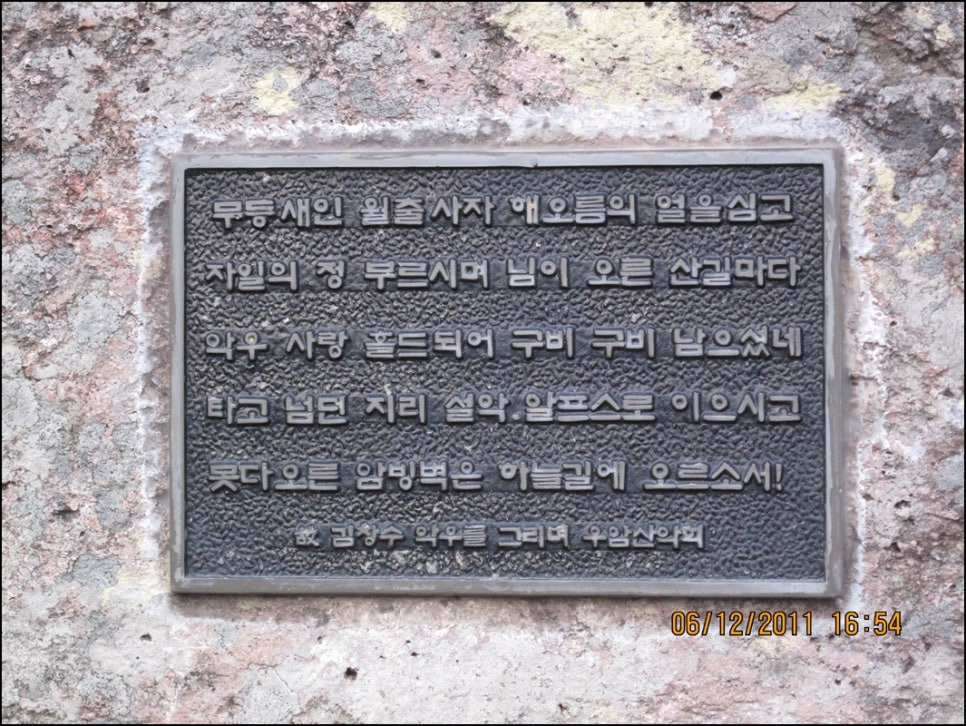 무등새인 월출사자 해오름의 얼을심고
자일의 정 무르시며 님이 오른 산길마다
악우 사랑 홀드되어 구비 구비 남으셨네
타고 넘던 지리 설악.알프스로 이으시고
못다오른 암빙벽은 하늘길에 오르소서!
故 김창수 악우를 그리며 우암산악회
06/12/2011 16:54